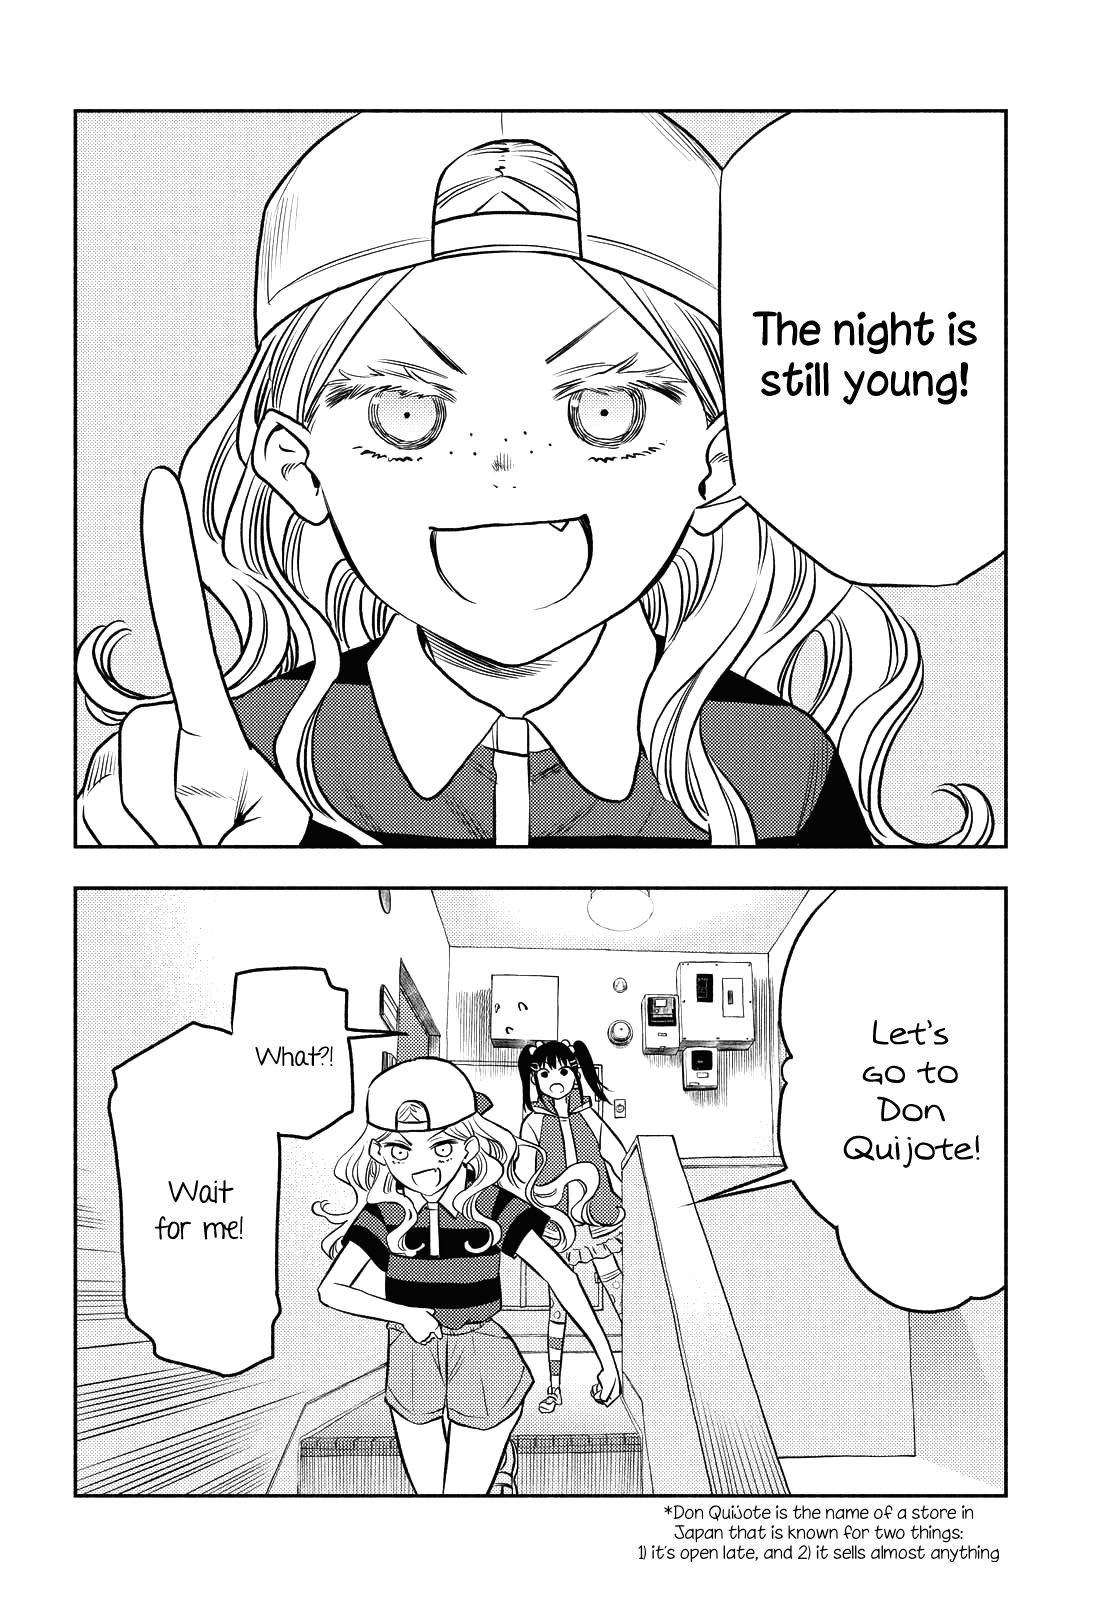 The night is
still young!
Let's
GO to
Don
Quijote!
What?!
Wait
for me!
*Don Quijote is the name of a store in
Japan that is known for two things:
1) it's open late, and 2) it sells almost anything